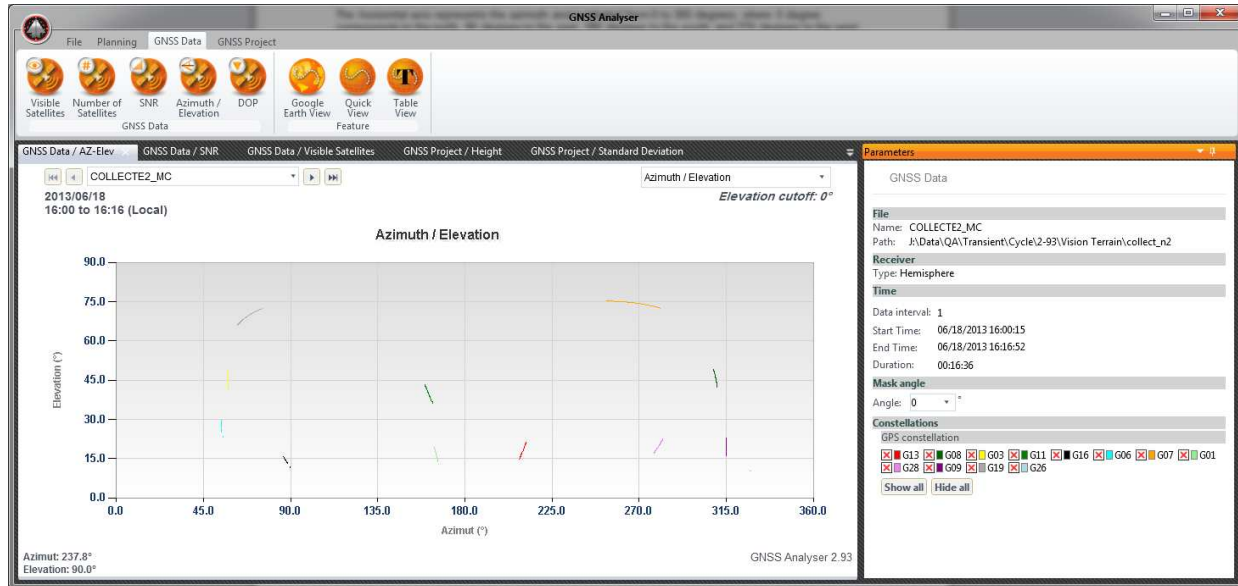 GNSS Analyser
File Planning GNSS Data GNSS Project
Visible Satellites
Number of Satellites
SNR
Azimuth / Elevation
DOP
Google Earth View
Quick View
Table View
GNSS Data
Feature
GNSS Data / AZ-Elev GNSS Data / SNR GNSS Data / Visible Satellites GNSS Project / Height GNSS Project / Standard Deviation
COLLECTE2_MC
Azimuth / Elevation
2013/06/18
16:00 to 16:16 (Local)
Elevation cutoff: 0°
Azimuth / Elevation
90.0
75.0
60.0
45.0
30.0
15.0
0.0
Elevation (°)
0.0 45.0 90.0 135.0 180.0 225.0 270.0 315.0 360.0
Azimut (°)
Azimut: 237.8°
Elevation: 90.0°
GNSS Analyser 2.93
Parameters
GNSS Data
File
Name: COLLECTE2_MC
Path: J:\Data\QA\Transient\Cycle\2-93\Vision Terrain\collect_n2
Receiver
Type: Hemisphere
Time
Data interval: 1
Start Time: 06/18/2013 16:00:15
End Time: 06/18/2013 16:16:52
Duration: 00:16:36
Mask angle
Angle: 0 °
Constellations
GPS constellation
G13 G08 G03 G11 G16 G06 G07 G01
G28 G09 G19 G26
Show all Hide all